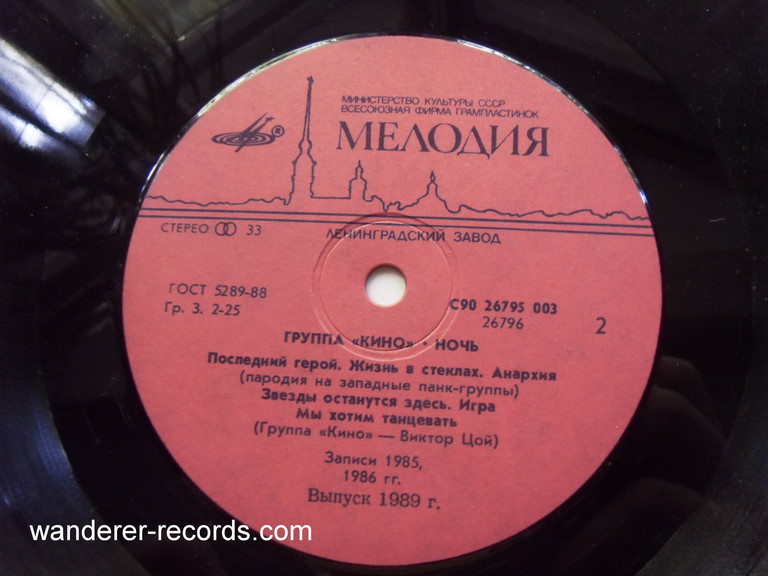 МИНИСТЕРСТВО КУЛЬТУРЫ СССР
ВСЕСОЮЗНАЯ ФИРМА ГРАМПЛАСТИНОК
МЕЛОДИЯ
®
СТЕРЕО 33
ЛЕНИНГРАДСКИЙ ЗАВОД
ГОСТ 5289-88
Гр. 3. 2-25
С90 26795 003
26796
2
ГРУППА «КИНО» • НОЧЬ
Последний герой. Жизнь в стеклах. Анархия
(пародия на западные панк-группы)
Звезды останутся здесь. Игра
Мы хотим танцевать
(Группа «Кино» — Виктор Цой)
Записи 1985,
1986 гг.
Выпуск 1989 г.
wanderer-records.com